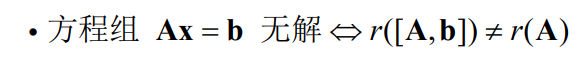 • 方程组 Ax = b 无解 ⇔ r([A,b]) ≠ r(A)